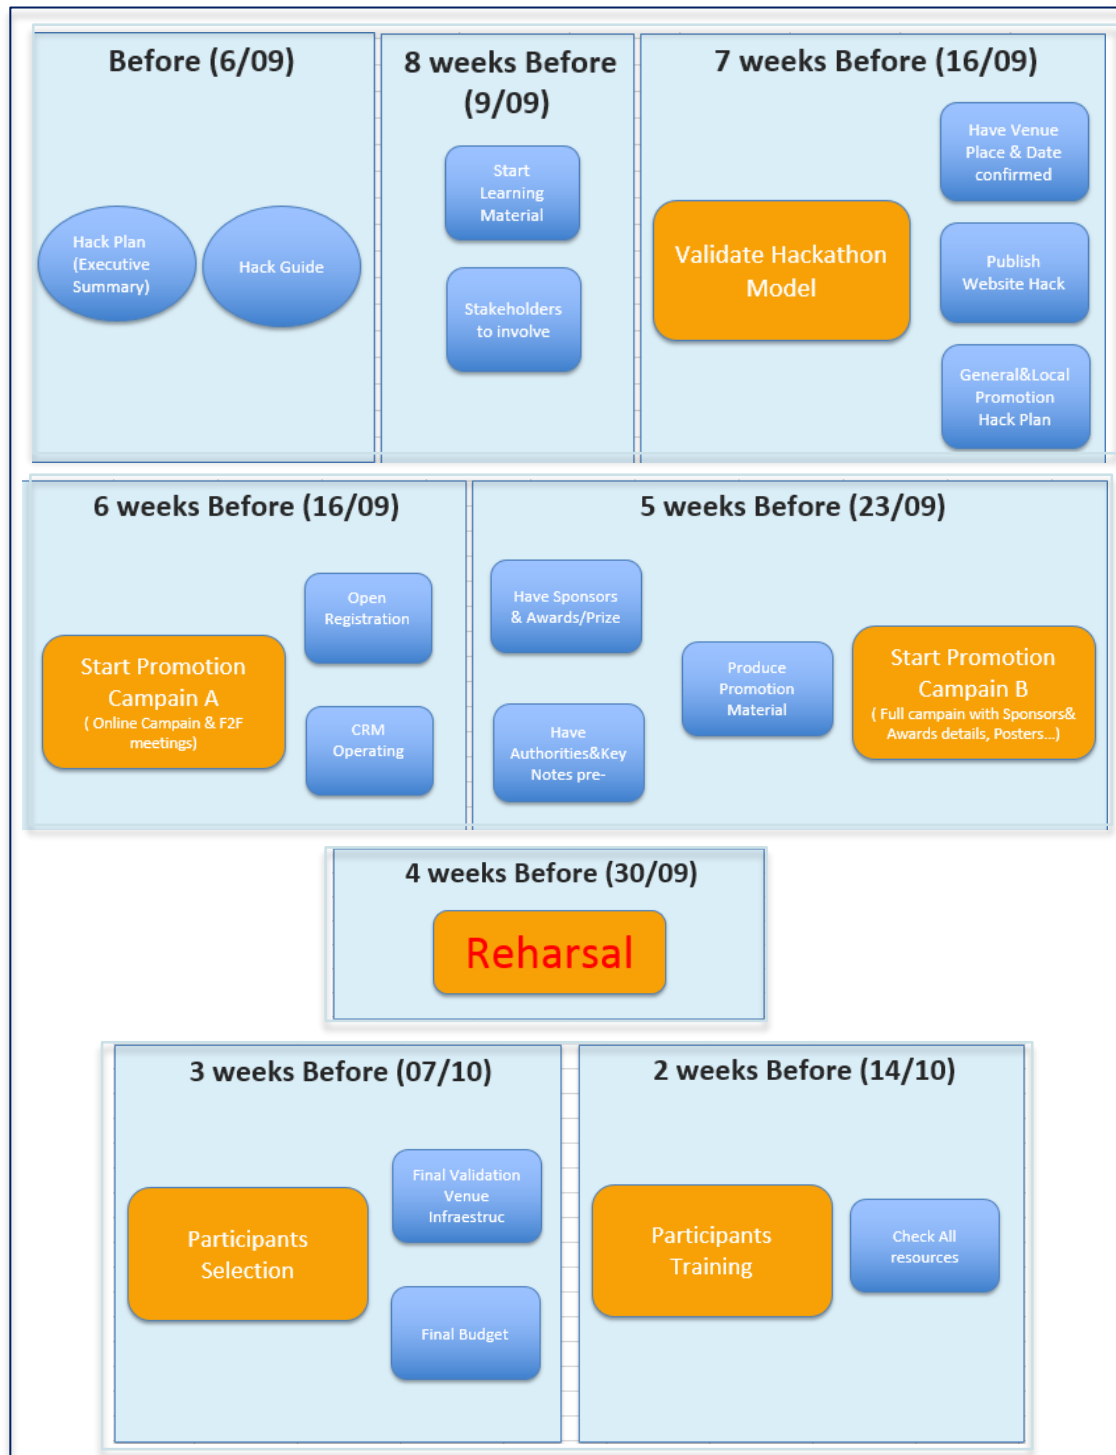 Before (6/09)
Hack Plan
(Executive
Summary)
Hack Guide
8 weeks Before
(9/09)
Start
Learning
Material
Stakeholders
to involve
7 weeks Before (16/09)
Validate Hackathon
Model
Have Venue
Place & Date
confirmed
Publish
Website Hack
General&Local
Promotion
Hack Plan
6 weeks Before (16/09)
Start Promotion
Campain A
( Online Campain & F2F
meetings)
Open
Registration
CRM
Operating
5 weeks Before (23/09)
Have Sponsors
& Awards/Prize
Have
Authorities&Key
Notes pre-
Produce
Promotion
Material
Start Promotion
Campain B
( Full campain with Sponsors&
Awards details, Posters...)
4 weeks Before (30/09)
Reharsal
3 weeks Before (07/10)
Participants
Selection
Final Validation
Venue
Infraestruc
Final Budget
2 weeks Before (14/10)
Participants
Training
Check All
resources